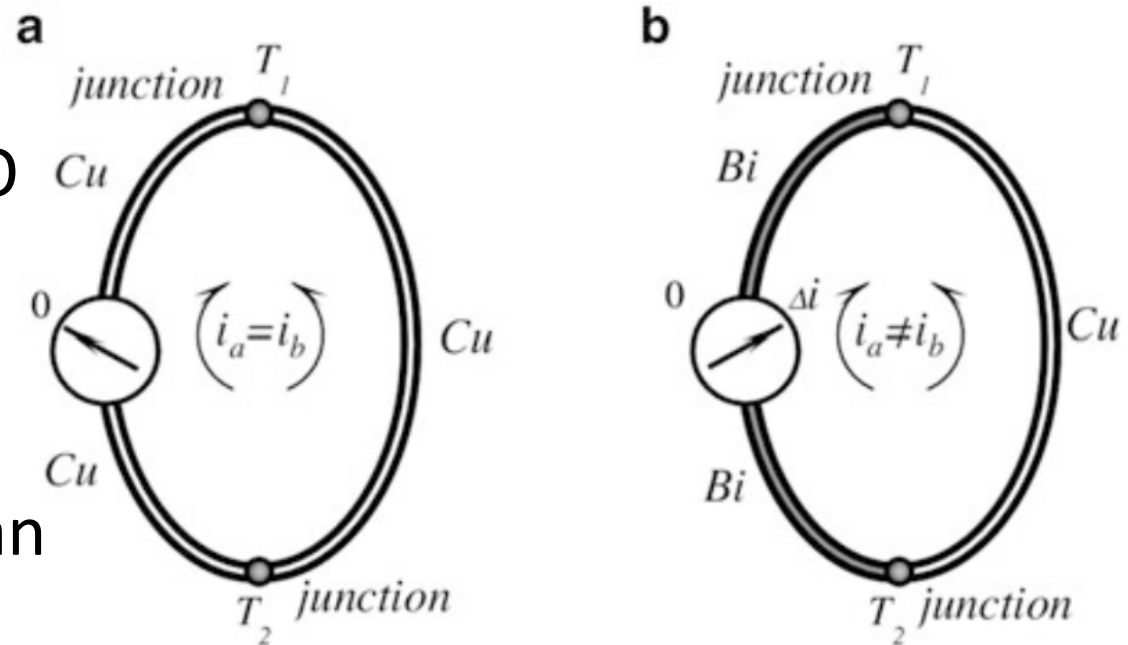 a
T1
junction
Cu
0
ia=ib
Cu
Cu
T2
junction
b
T1
junction
Bi
0
Δi
ia≠ib
Cu
Bi
T2
junction